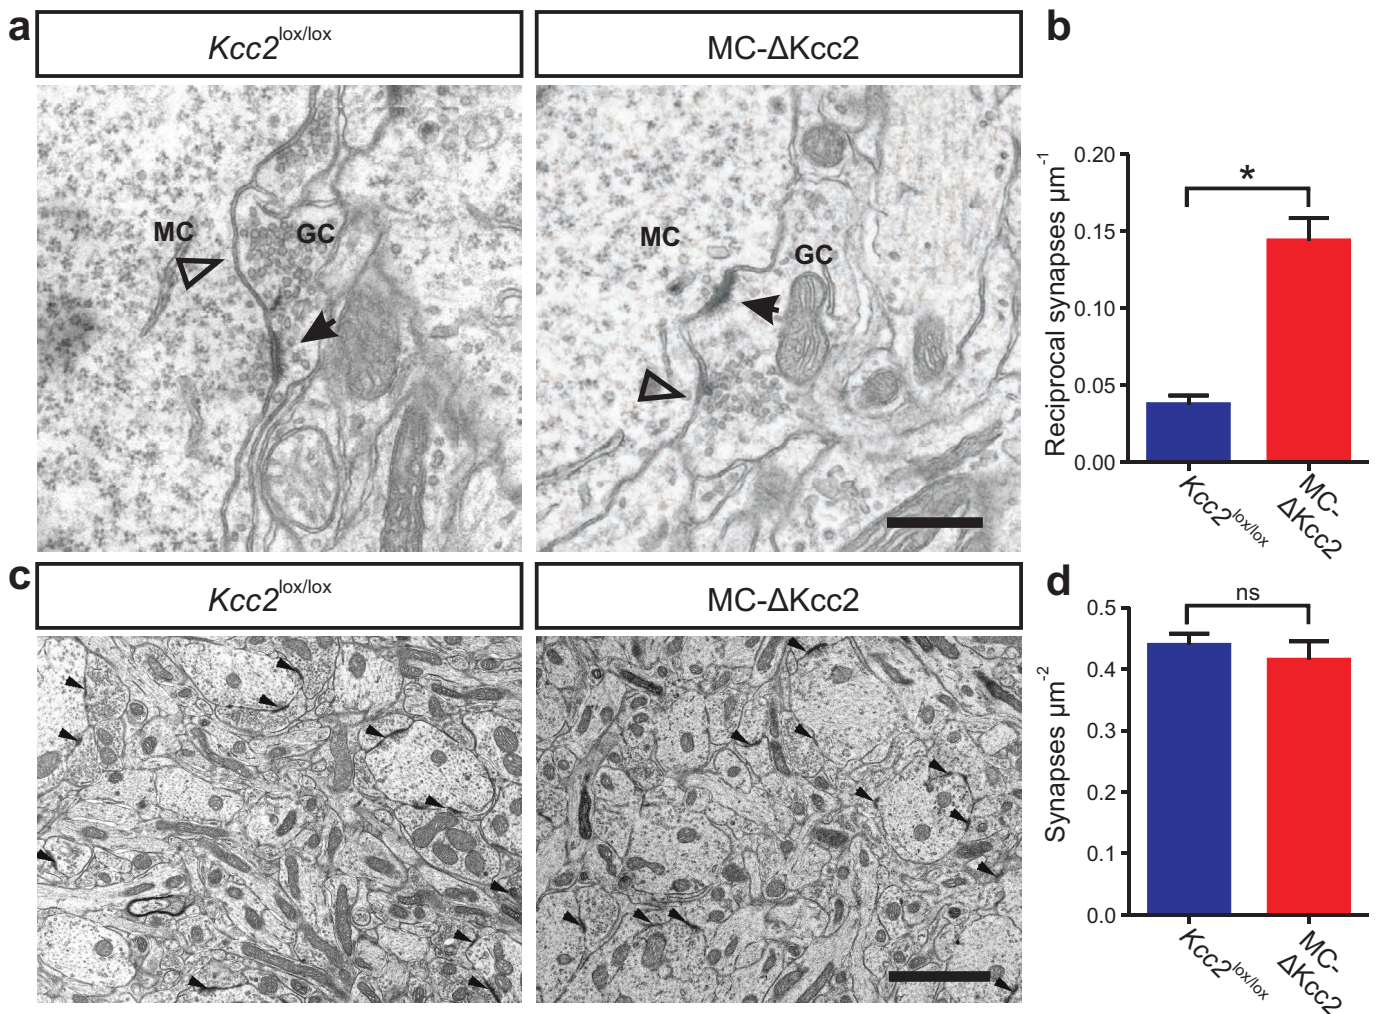 a
Kcc2lox/lox
MC-ΔKcc2
b
MC
GC
MC
GC
Reciprocal synapses µm-1
0.20
0.15
0.10
0.05
0.00
*
Kcc2lox/lox
MC-
ΔKcc2
c
Kcc2lox/lox
MC-ΔKcc2
d
Synapses µm-2
0.5
0.4
0.3
0.2
0.1
0.0
ns
Kcc2lox/lox
MC-
ΔKcc2